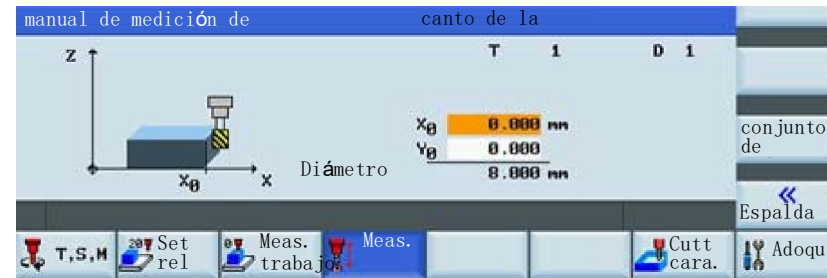 manual de medición de canto de la
T 1 D 1
Z
X0 0.000 mm
Y0 0.000
Diámetro 8.000 mm
X0
X
conjunto
de
«
Espalda
T,S,M
Set
rel
Meas.
trabajo
Meas.
Cutt
cara.
Adoqu